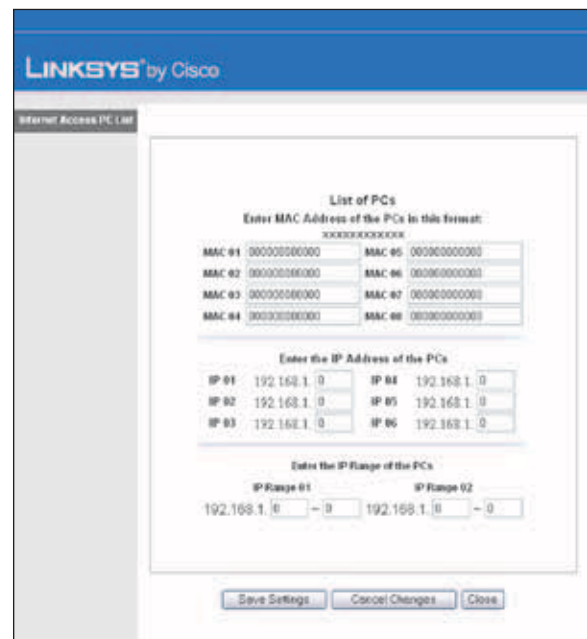 LINKSYS® by Cisco
Internet Access PC List
List of PCs
Enter MAC Address of the PCs in this format:
XXXXXXXXXXXX
MAC 01 000000000000 MAC 05 000000000000
MAC 02 000000000000 MAC 06 000000000000
MAC 03 000000000000 MAC 07 000000000000
MAC 04 000000000000 MAC 08 000000000000
Enter the IP Address of the PCs
IP 01 192.168.1. 0 IP 04 192.168.1. 0
IP 02 192.168.1. 0 IP 05 192.168.1. 0
IP 03 192.168.1. 0 IP 06 192.168.1. 0
Enter the IP Range of the PCs
IP Range 01 IP Range 02
192.168.1. 0 ~ 0 192.168.1. 0 ~ 0
Save Settings Cancel Changes Close